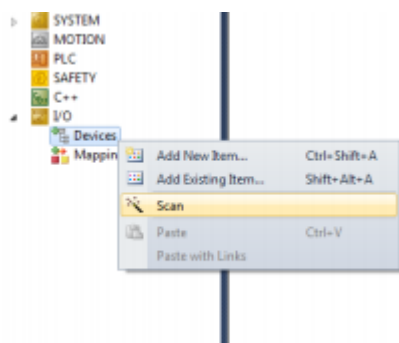 SYSTEM
MOTION
PLC
SAFETY
C++
I/O
Devices
Mappin
Add New Item... Ctrl+Shift+A
Add Existing Item... Shift+Alt+A
Scan
Paste Ctrl+V
Paste with Links